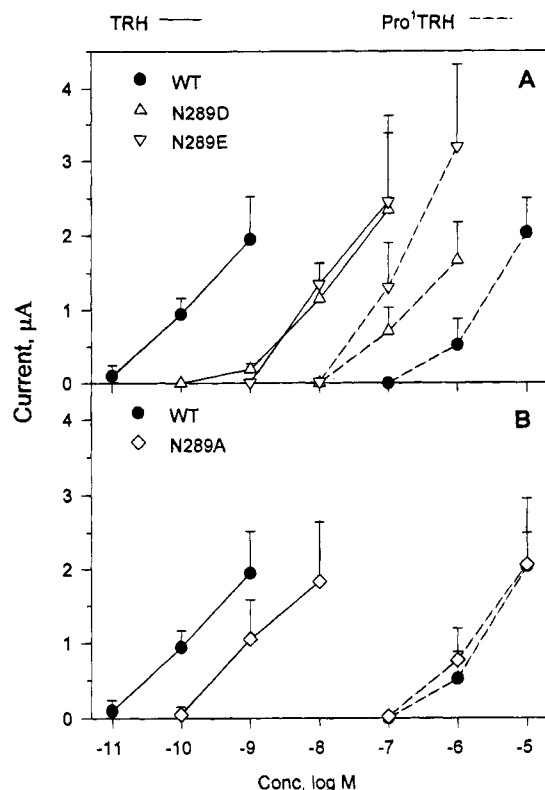 TRH
Pro¹TRH
A
WT
N289D
N289E
4
3
2
1
0
Current, μA
B
WT
N289A
4
3
2
1
0
-11 -10 -9 -8 -7 -6 -5
Conc, log M